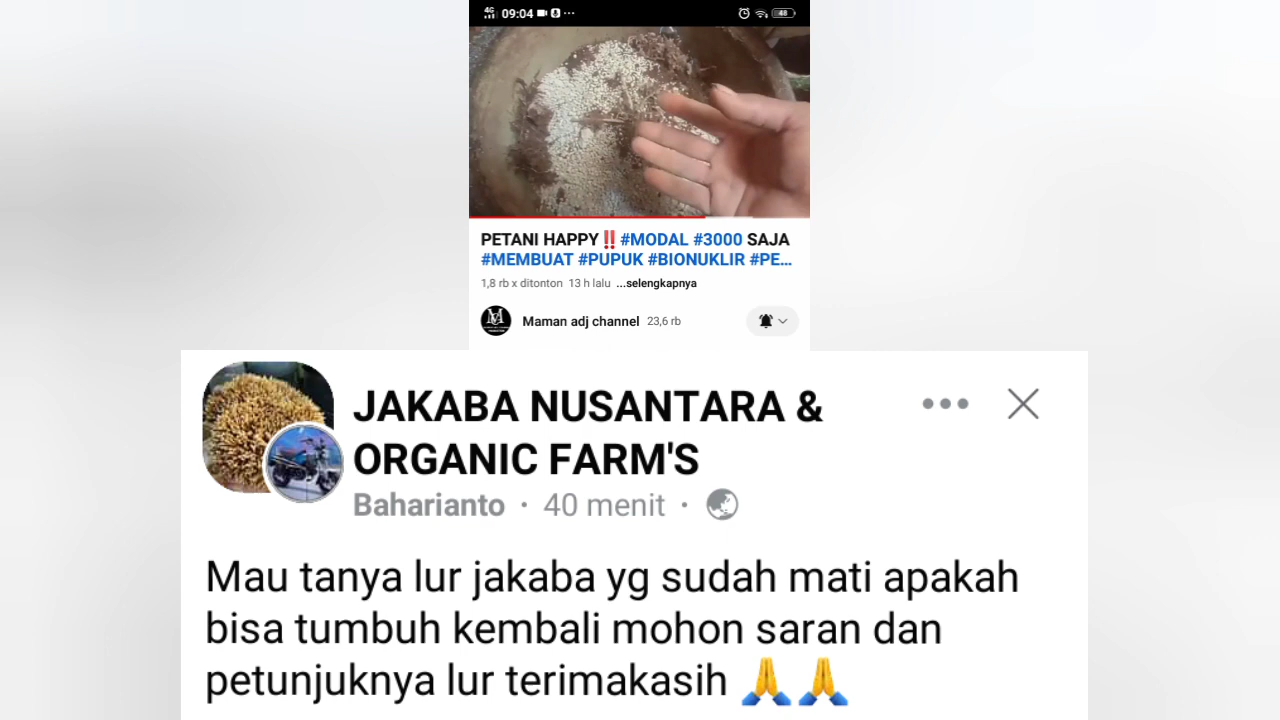 4G 09:04 ... 48
PETANI HAPPY‼️#MODAL #3000 SAJA
#MEMBUAT #PUPUK #BIONUKLIR #PE...
1,8 rb x ditonton 13 h lalu ...selengkapnya
Maman adj channel 23,6 rb
JAKABA NUSANTARA &
ORGANIC FARM'S
Baharianto · 40 menit ·
Mau tanya lur jakaba yg sudah mati apakah
bisa tumbuh kembali mohon saran dan
petunjuknya lur terimakasih 🙏🙏